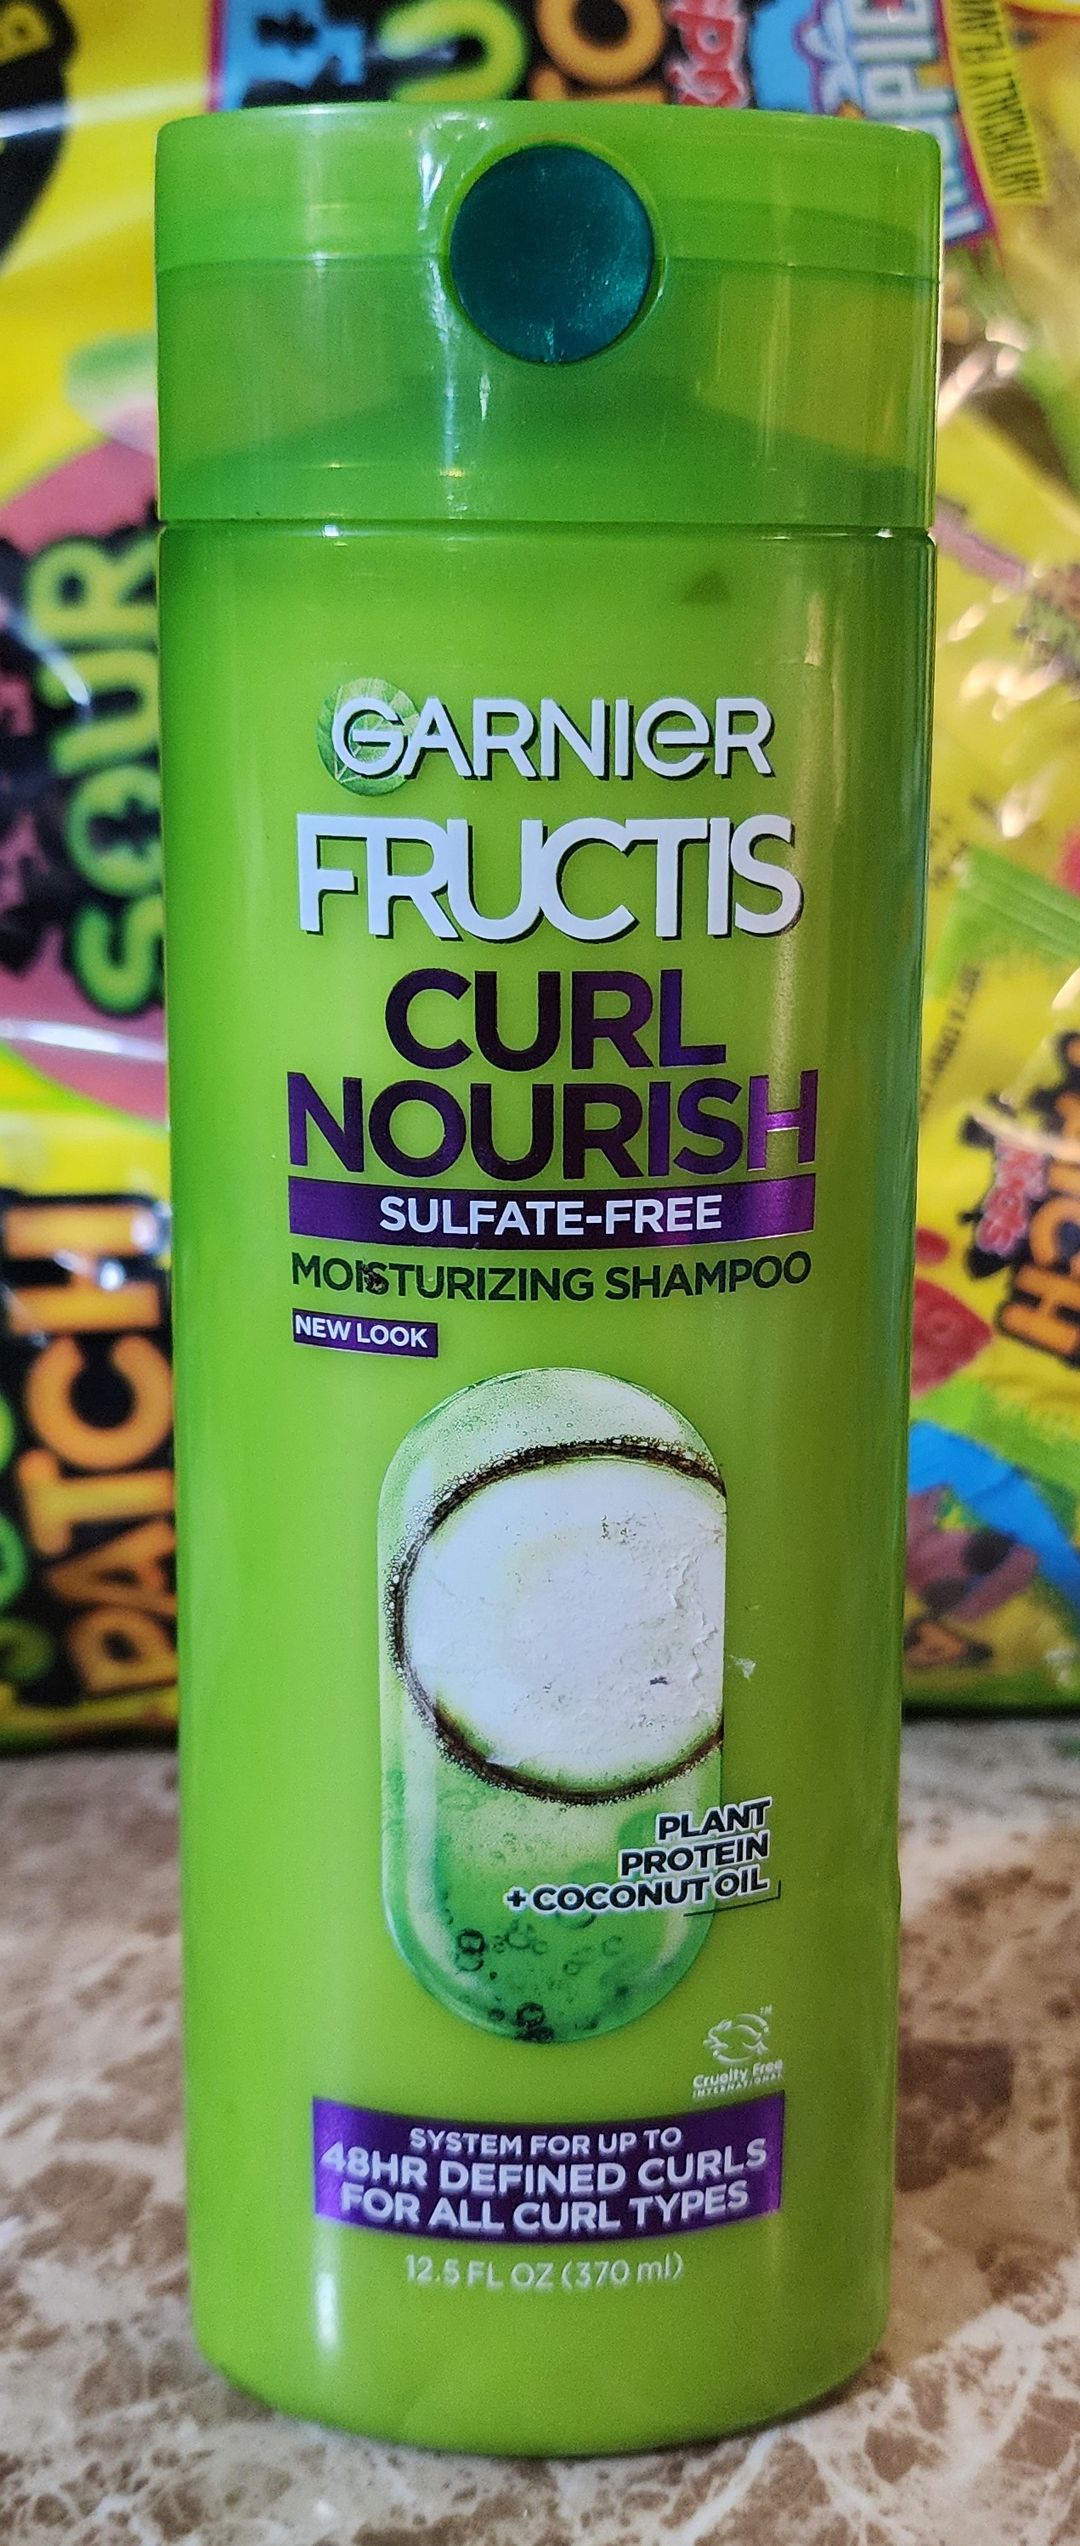 GARNIER
FRUCTIS
CURL
NOURISH
SULFATE-FREE
MOISTURIZING SHAMPOO
NEW LOOK
PLANT
PROTEIN
+COCONUT OIL
Cruelty Free
INTERNATIONAL
SYSTEM FOR UP TO
48HR DEFINED CURLS
FOR ALL CURL TYPES
12.5 FL OZ (370 ml)
SOUR
PATCH
Kids